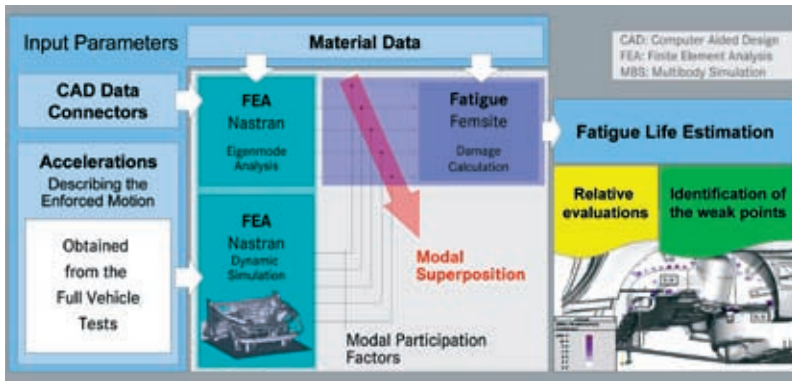 Input Parameters
Material Data
CAD: Computer Aided Design
FEA: Finite Element Analysis
MBS: Multibody Simulation
CAD Data
Connectors
FEA
Nastran
Eigenmode
Analysis
Fatigue
Femsite
Damage
Calculation
Fatigue Life Estimation
Accelerations
Describing the
Enforced Motion
Obtained
from the
Full Vehicle
Tests
FEA
Nastran
Dynamic
Simulation
Modal
Superposition
Modal Participation
Factors
Relative
evaluations
Identification of
the weak points